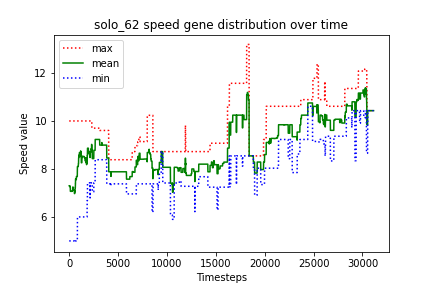 solo_62 speed gene distribution over time
max
mean
min
Speed value
12
10
8
6
0
5000
10000
15000
20000
25000
30000
Timesteps